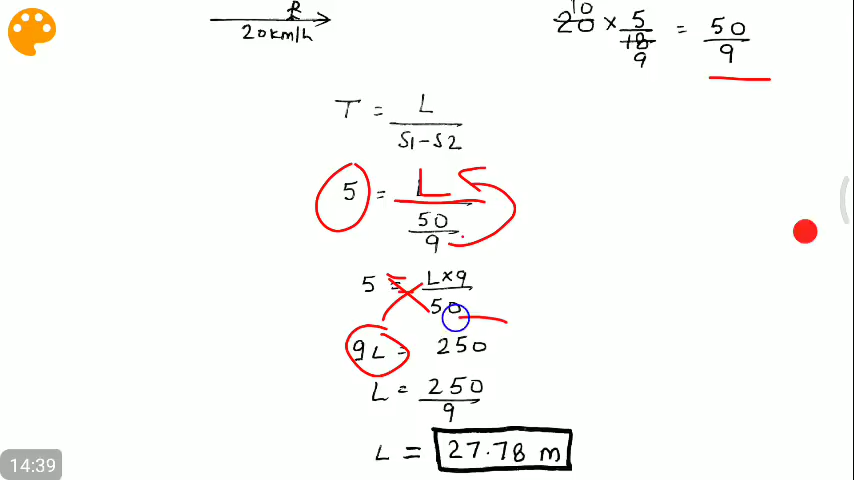 20km/h
10
20 × 5/18 = 50/9
9
T = L/S1-S2
5 = L/50/9
5 = L×9/50
9L = 250
L = 250/9
L = 27.78 m
14:39